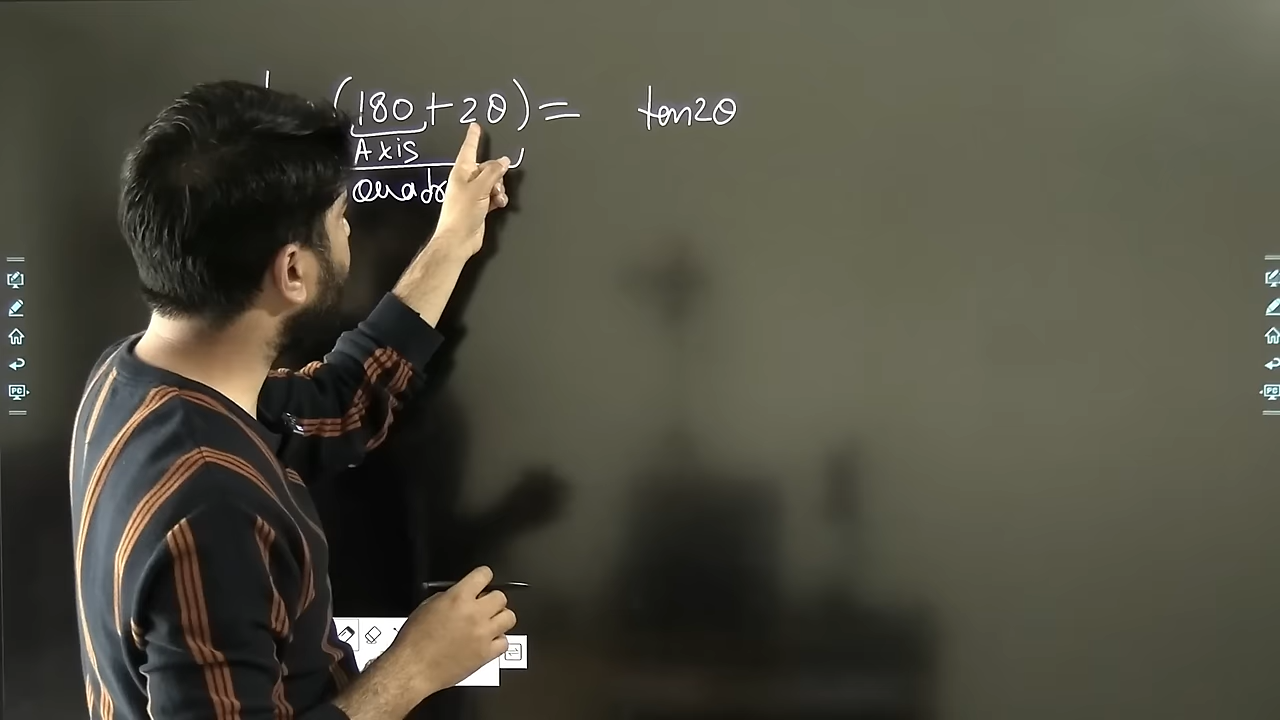 (180 + 2θ) = tan2θ
Axis